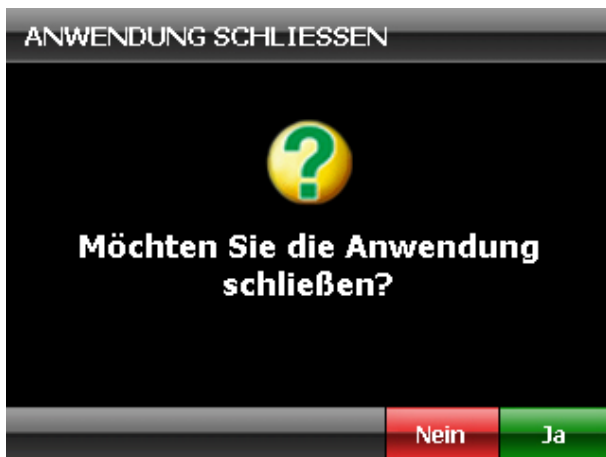 ANWENDUNG SCHLIESSEN
?
Möchten Sie die Anwendung
schließen?
Nein Ja